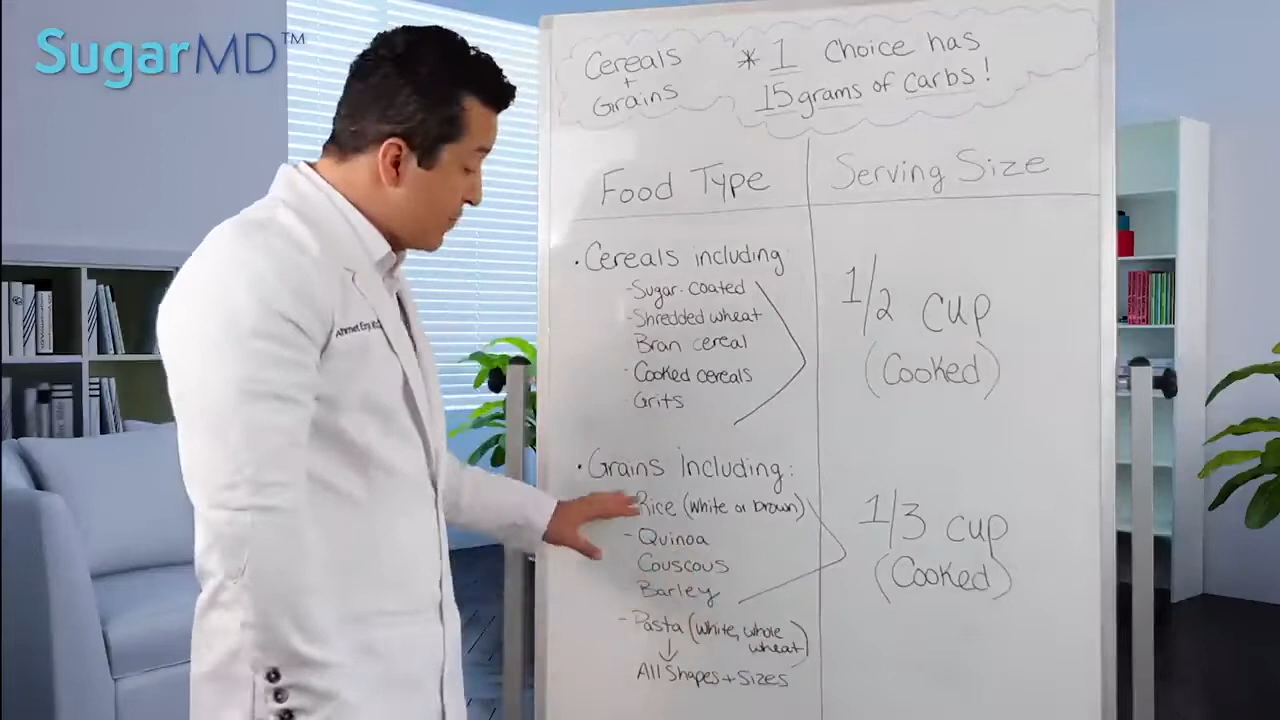 SugarMD™
Cereals + Grains
* 1 Choice has
15 grams of carbs!
Food Type
Serving Size
• Cereals including:
- Sugar-coated
- Shredded wheat
Bran cereal
- Cooked cereals
Grits
1/2 cup
(Cooked)
• Grains including:
- Rice (white or brown)
- Quinoa
Couscous
Barley
- Pasta (white, whole wheat)
All Shapes + Sizes
1/3 cup
(Cooked)
Ahmet